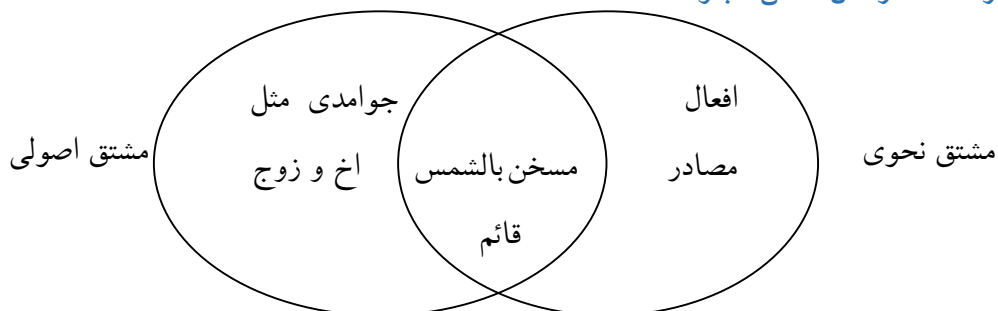 افعال
مصادر
مشتق نحوی
جوامدی مثل
اخ و زوج
مسخن بالشمس
قائم
مشتق اصولی